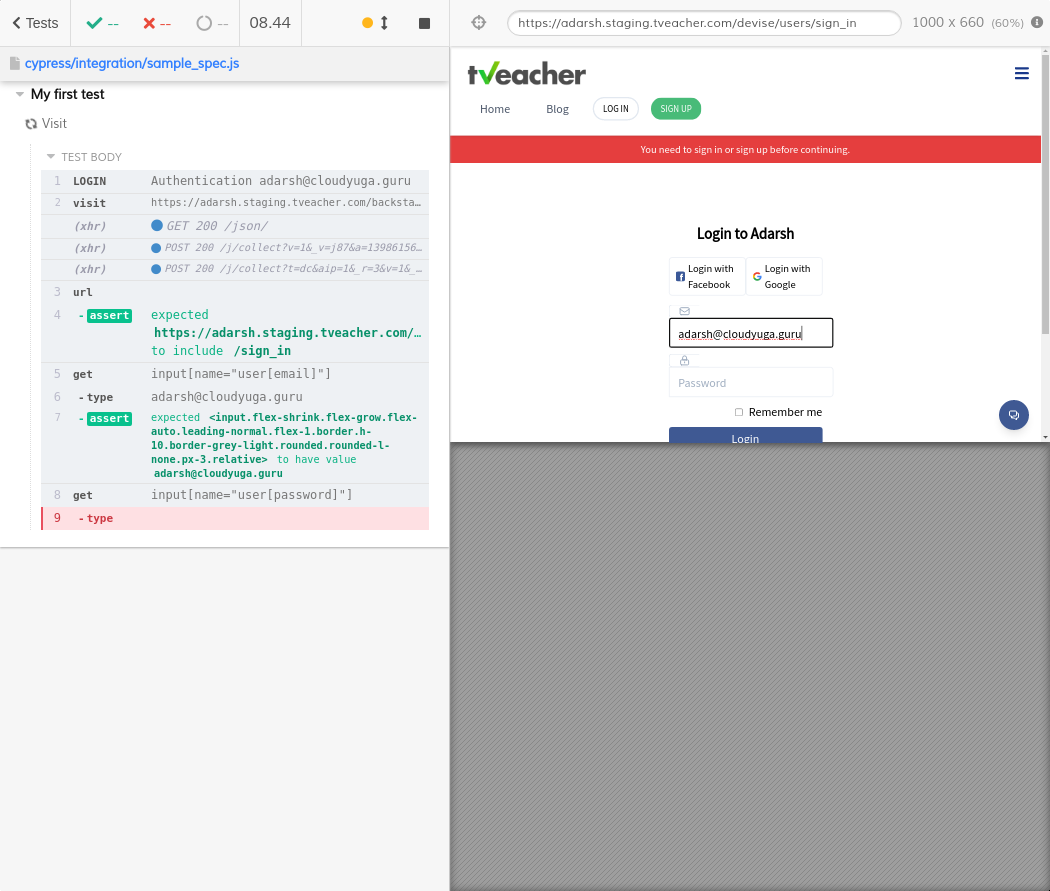 Tests
--
--
--
08.44
https://adarsh.staging.tveacher.com/devise/users/sign_in
1000 x 660 (60%)
cypress/integration/sample_spec.js
My first test
Visit
TEST BODY
1 LOGIN Authentication adarsh@cloudyuga.guru
2 visit https://adarsh.staging.tveacher.com/backsta…
(xhr) GET 200 /json/
(xhr) POST 200 /j/collect?v=1&_v=j87&a=13986156…
(xhr) POST 200 /j/collect?t=dc&aip=1&_r=3&v=1&_…
3 url
4 - assert expected
https://adarsh.staging.tveacher.com/…
to include /sign_in
5 get input[name="user[email]"]
6 - type adarsh@cloudyuga.guru
7 - assert expected <input.flex-shrink.flex-grow.flex-
auto.leading-normal.flex-1.border.h-
10.border-grey-light.rounded.rounded-l-
none.px-3.relative> to have value
adarsh@cloudyuga.guru
8 get input[name="user[password]"]
9 - type
tveacher
Home Blog LOG IN SIGN UP
You need to sign in or sign up before continuing.
Login to Adarsh
Login with Facebook
Login with Google
adarsh@cloudyuga.guru
Password
Remember me
Login